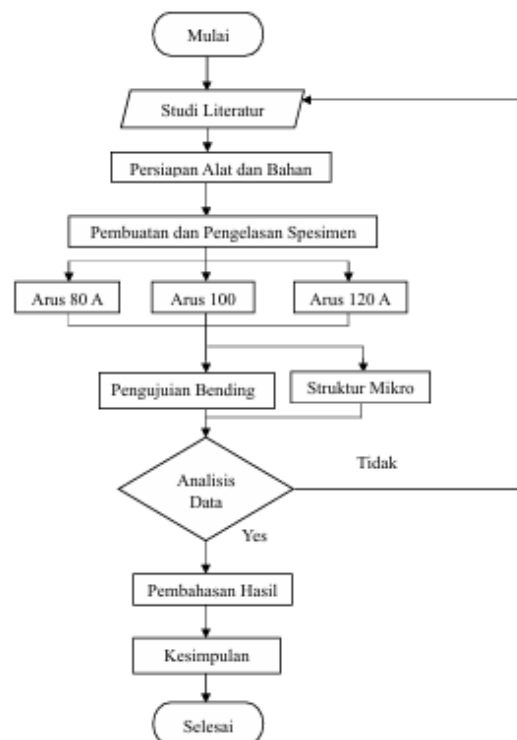 Mulai
Studi Literatur
Persiapan Alat dan Bahan
Pembuatan dan Pengelasan Spesimen
Arus 80 A
Arus 100
Arus 120 A
Pengujuian Bending
Struktur Mikro
Analisis
Data
Tidak
Yes
Pembahasan Hasil
Kesimpulan
Selesai